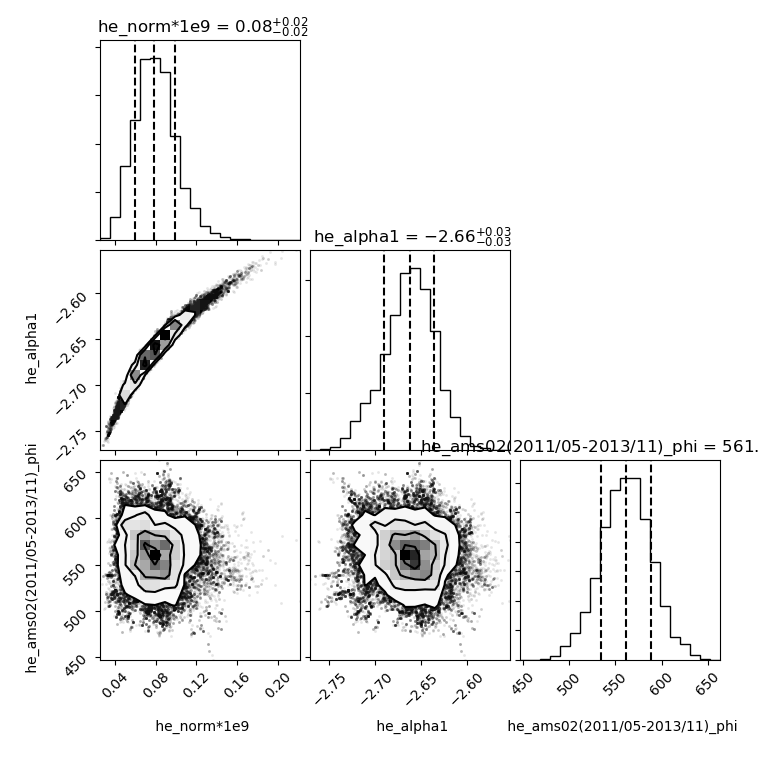 he_norm*1e9 = 0.08+0.02−0.02
he_alpha1 = −2.66+0.03−0.03
he_ams02(2011/05-2013/11)_phi = 561.
he_alpha1
−2.60
−2.65
−2.70
−2.75
he_ams02(2011/05-2013/11)_phi
650
600
550
500
450
0.04 0.08 0.12 0.16 0.20
−2.75 −2.70 −2.65 −2.60
450 500 550 600 650
he_norm*1e9 he_alpha1 he_ams02(2011/05-2013/11)_phi